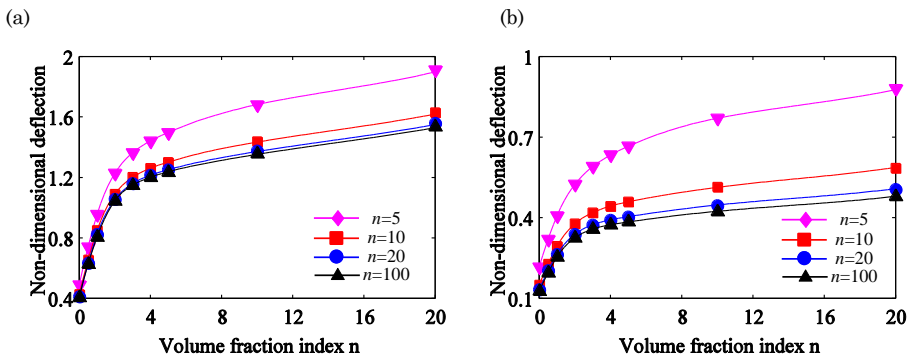 (a)
(b)
Non-dimensional deflection
2
1.6
1.2
0.8
0.4
0
4
8
12
16
20
Volume fraction index n
n=5
n=10
n=20
n=100
Non-dimensional deflection
1
0.7
0.4
0.1
0
4
8
12
16
20
Volume fraction index n
n=5
n=10
n=20
n=100